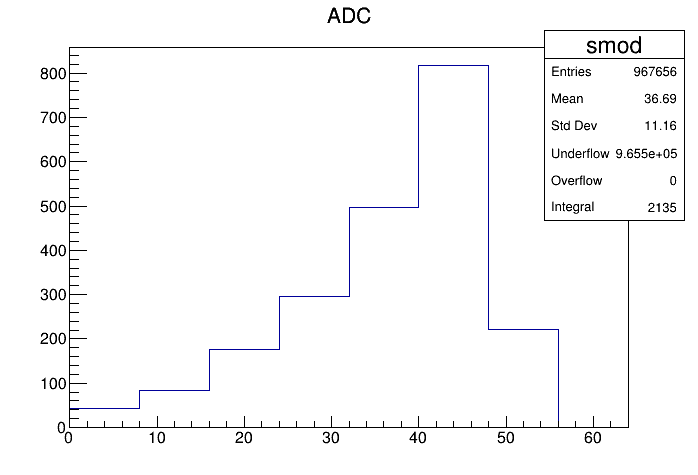 ADC
smod
Entries 967656
Mean 36.69
Std Dev 11.16
Underflow 9.655e+05
Overflow 0
Integral 2135
800
700
600
500
400
300
200
100
0
0 10 20 30 40 50 60